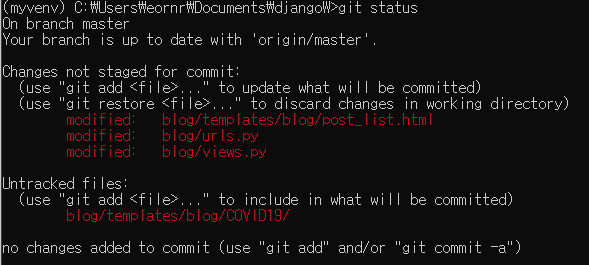 (myvenv) C:₩Users₩eornr₩Documents₩django₩>git status
On branch master
Your branch is up to date with 'origin/master'.
Changes not staged for commit:
(use "git add <file>..." to update what will be committed)
(use "git restore <file>..." to discard changes in working directory)
modified: blog/templates/blog/post_list.html
modified: blog/urls.py
modified: blog/views.py
Untracked files:
(use "git add <file>..." to include in what will be committed)
blog/templates/blog/COVID19/
no changes added to commit (use "git add" and/or "git commit -a")